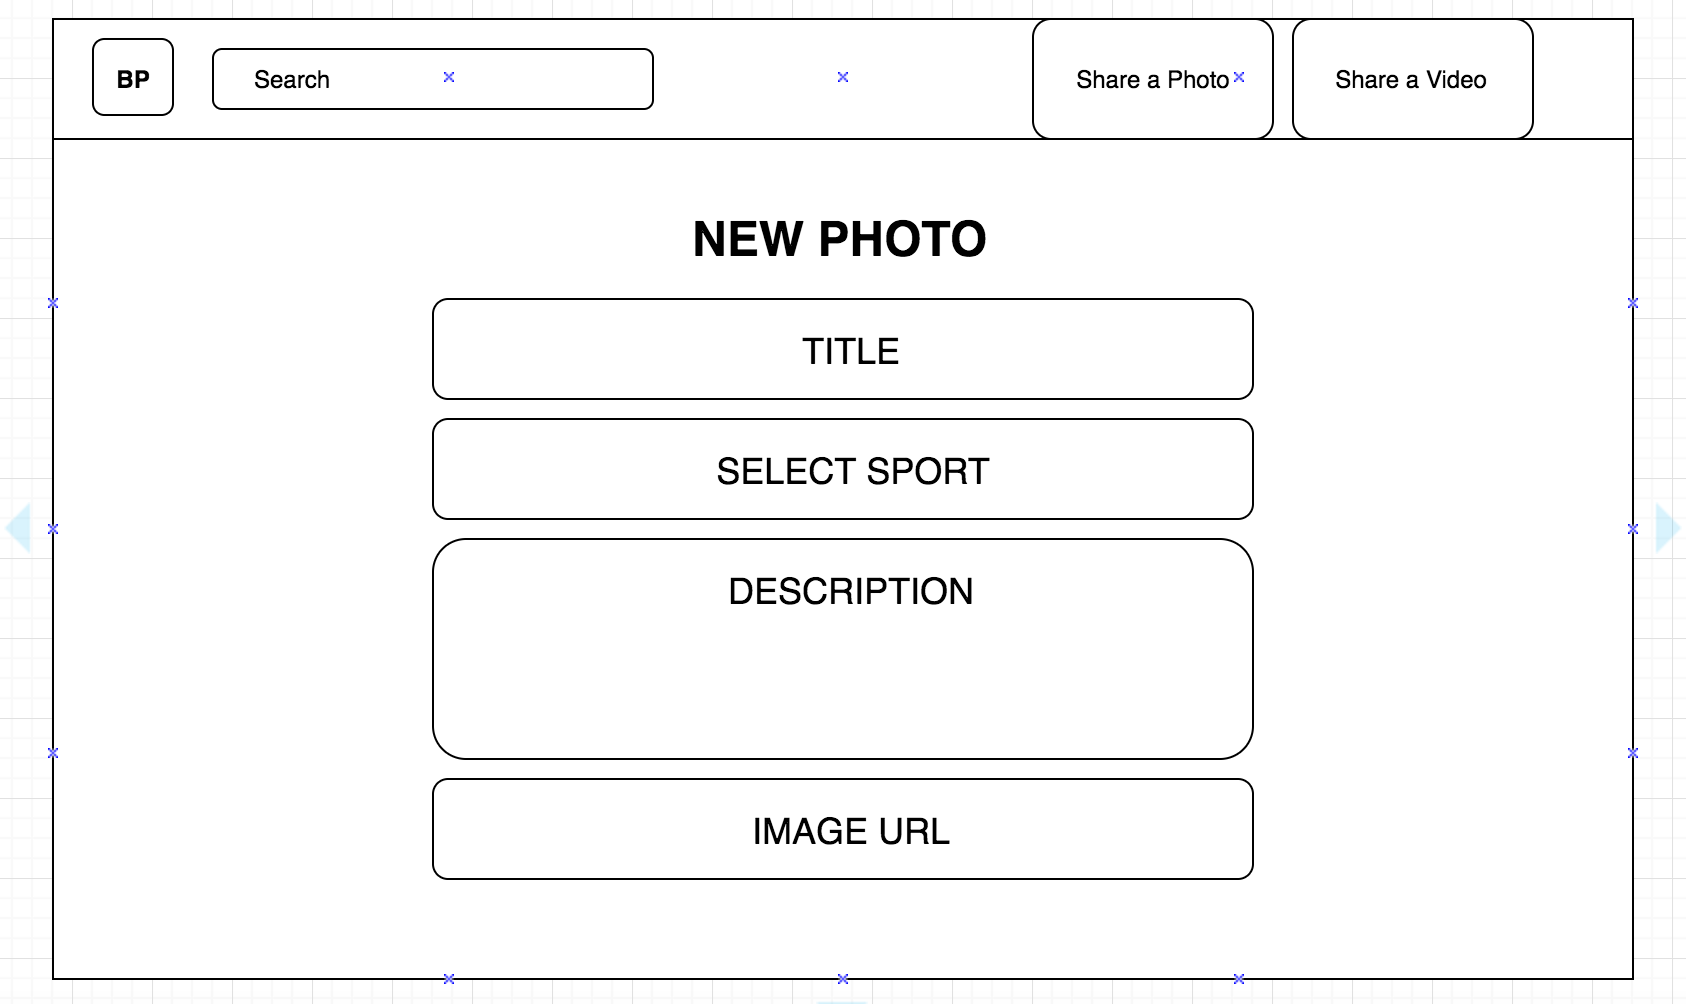 BP
Search
Share a Photo
Share a Video
NEW PHOTO
TITLE
SELECT SPORT
DESCRIPTION
IMAGE URL